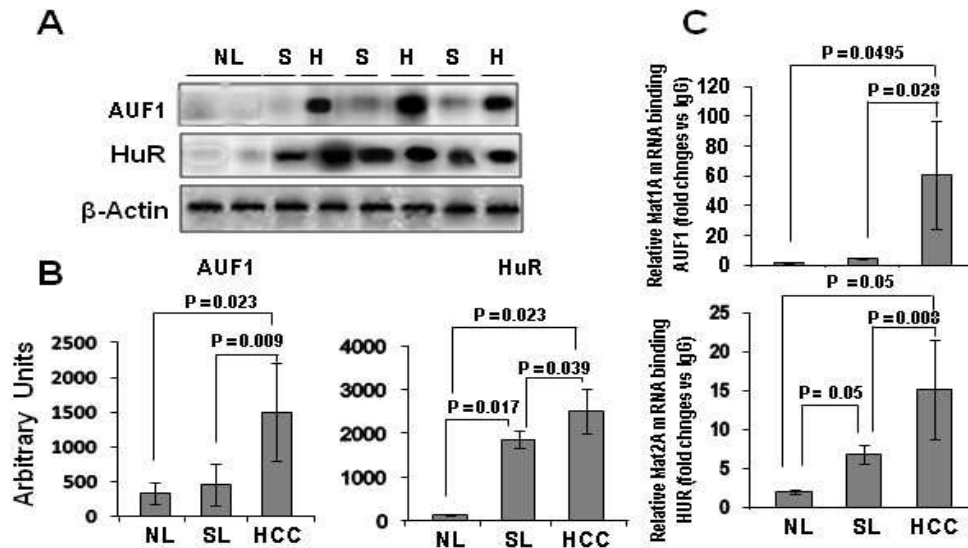 A
NL S H S H S H
AUF1
HuR
β-Actin
B
AUF1
P = 0.023
P = 0.009
Arbitrary Units
2500
2000
1500
1000
500
0
NL SL HCC
HuR
P = 0.023
P = 0.039
P = 0.017
4000
3000
2000
1000
0
NL SL HCC
C
P = 0.0495
P = 0.028
Relative Mat1A mRNA binding
AUF1 (fold chnges vs IgG)
120
100
80
60
40
20
0
P = 0.05
P = 0.008
P = 0.05
Relative Mat2A mRNA binding
HUR (fold chnges vs IgG)
25
20
15
10
5
0
NL SL HCC